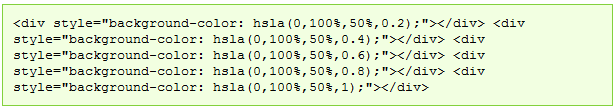 <div style="background-color: hsla(0,100%,50%,0.2);"></div> <div
style="background-color: hsla(0,100%,50%,0.4);"></div> <div
style="background-color: hsla(0,100%,50%,0.6);"></div> <div
style="background-color: hsla(0,100%,50%,0.8);"></div> <div
style="background-color: hsla(0,100%,50%,1);"></div>